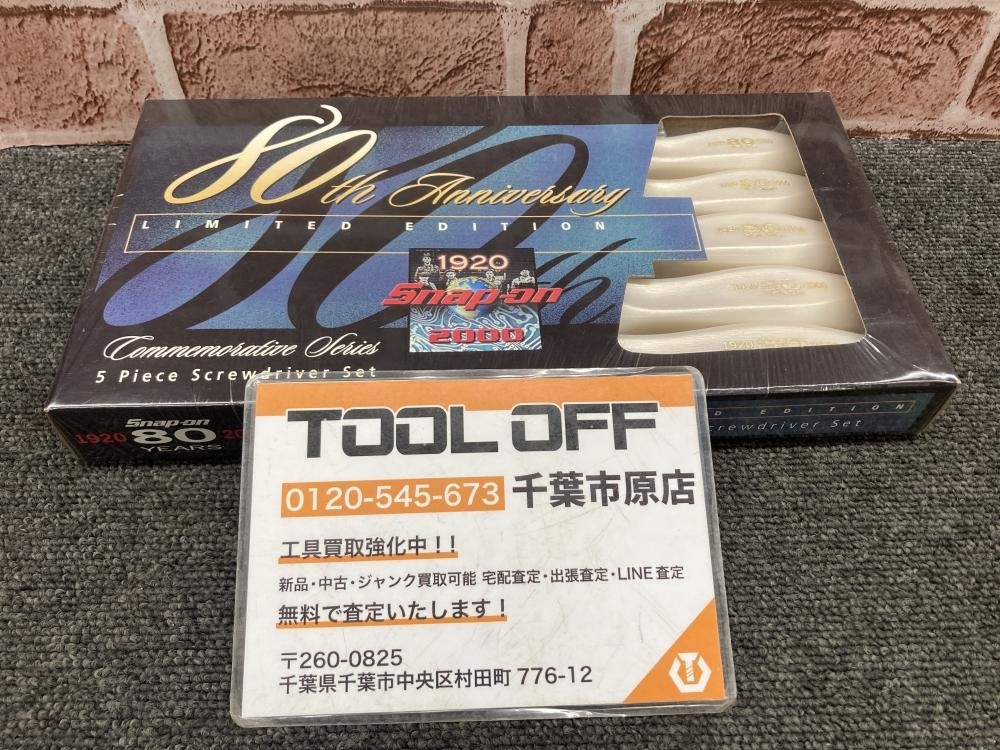 80th Anniversary
LIMITED EDITION
1920
Snap-on
2000
Commemorative Series
5 Piece Screwdriver Set
80
1920
Snap-on
1920 80
YEARS
ED EDITION
crewdriver Set
TOOL OFF
0120-545-673 千葉市原店
工具買取強化中！！
新品・中古・ジャンク買取可能 宅配査定・出張査定・LINE査定
無料で査定いたします！
〒260-0825
千葉県千葉市中央区村田町 776-12